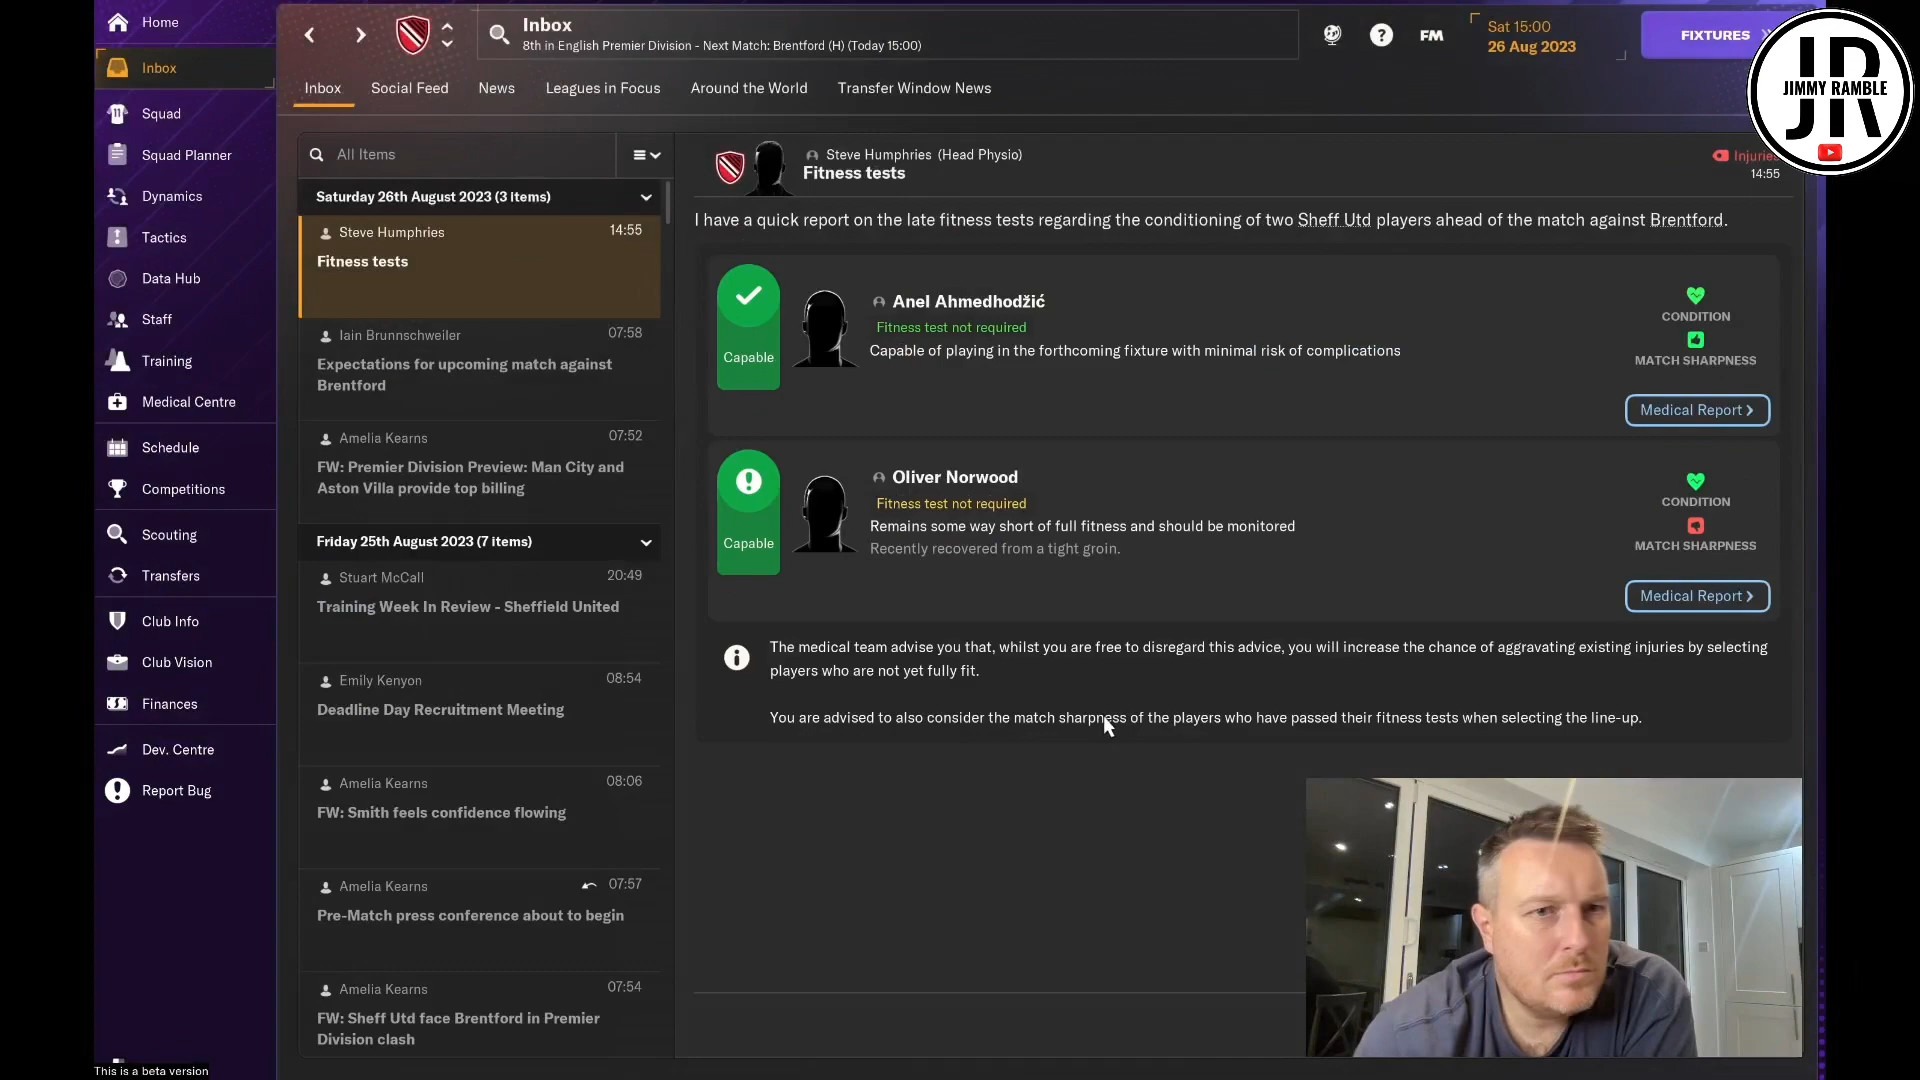 Home
Inbox
Squad
Squad Planner
Dynamics
Tactics
Data Hub
Staff
Training
Medical Centre
Schedule
Competitions
Scouting
Transfers
Club Info
Club Vision
Finances
Dev. Centre
Report Bug
This is a beta version
Inbox
8th in English Premier Division - Next Match: Brentford (H) (Today 15:00)
FM
Sat 15:00
26 Aug 2023
FIXTURES
JR
JIMMY RAMBLE
Inbox
Social Feed
News
Leagues in Focus
Around the World
Transfer Window News
All Items
Saturday 26th August 2023 (3 items)
Steve Humphries 14:55
Fitness tests
Iain Brunnschweiler 07:58
Expectations for upcoming match against
Brentford
Amelia Kearns 07:52
FW: Premier Division Preview: Man City and
Aston Villa provide top billing
Friday 25th August 2023 (7 items)
Stuart McCall 20:49
Training Week In Review - Sheffield United
Emily Kenyon 08:54
Deadline Day Recruitment Meeting
Amelia Kearns 08:06
FW: Smith feels confidence flowing
Amelia Kearns 07:57
Pre-Match press conference about to begin
Amelia Kearns 07:54
FW: Sheff Utd face Brentford in Premier
Division clash
Steve Humphries (Head Physio)
Fitness tests
Injuries
14:55
I have a quick report on the late fitness tests regarding the conditioning of two Sheff Utd players ahead of the match against Brentford.
Capable
Anel Ahmedhodžić
Fitness test not required
Capable of playing in the forthcoming fixture with minimal risk of complications
CONDITION
MATCH SHARPNESS
Medical Report
Capable
Oliver Norwood
Fitness test not required
Remains some way short of full fitness and should be monitored
Recently recovered from a tight groin.
CONDITION
MATCH SHARPNESS
Medical Report
The medical team advise you that, whilst you are free to disregard this advice, you will increase the chance of aggravating existing injuries by selecting
players who are not yet fully fit.
You are advised to also consider the match sharpness of the players who have passed their fitness tests when selecting the line-up.